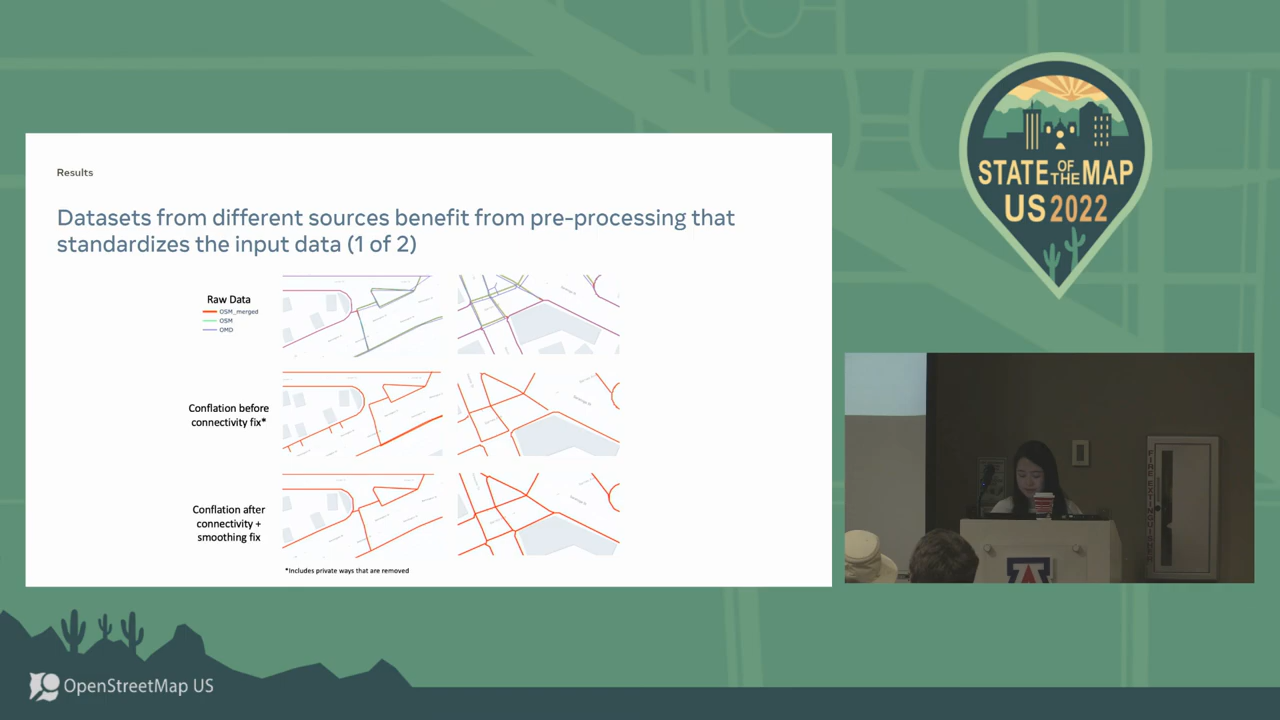 Results
Datasets from different sources benefit from pre-processing that
standardizes the input data (1 of 2)
Raw Data
OSM_merged
OSM
OMD
Conflation before
connectivity fix*
Conflation after
connectivity +
smoothing fix
*Includes private ways that are removed
STATE OF THE MAP
US 2022
FIRE EXTINGUISHER
A
OpenStreetMap US